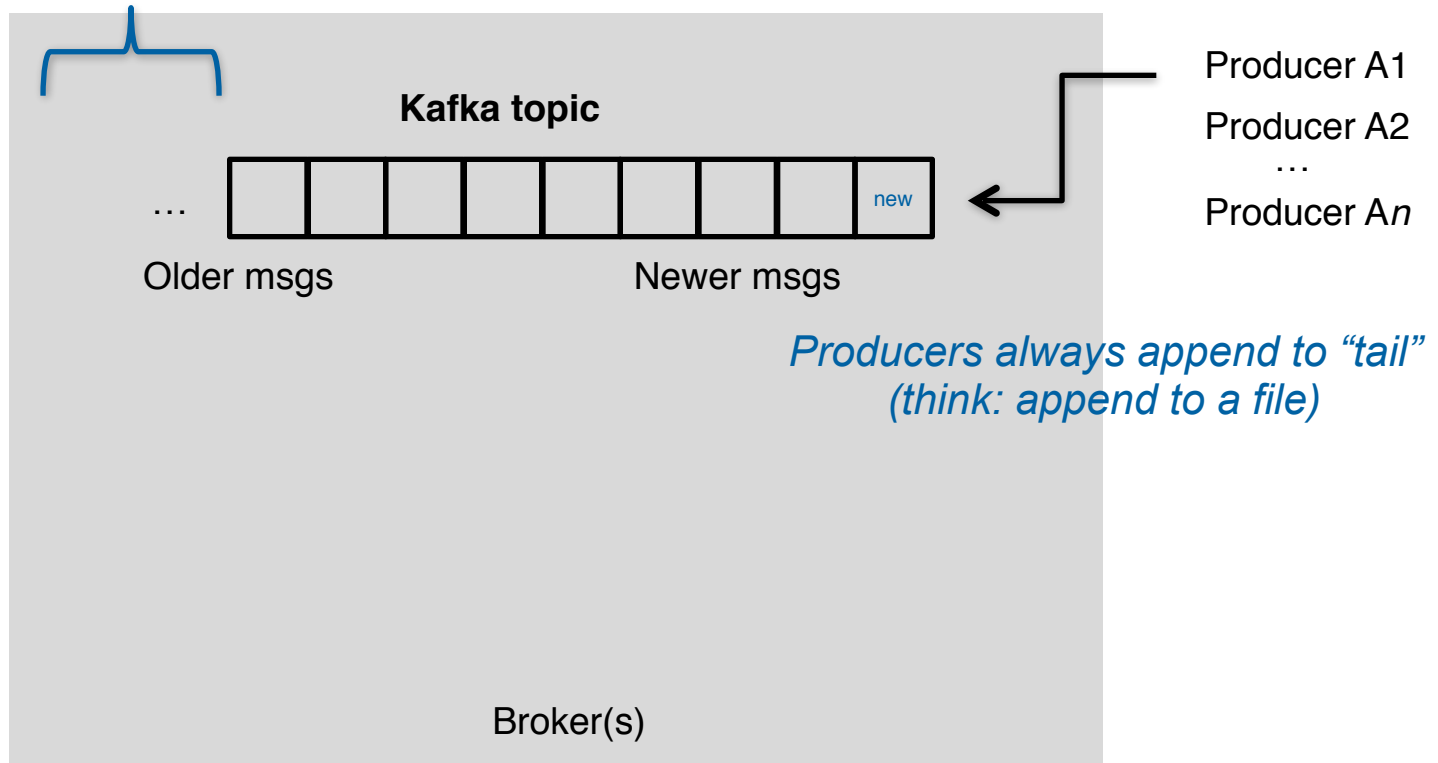 Kafka topic
Producer A1
Producer A2
…
Producer An
…
new
Older msgs
Newer msgs
Producers always append to “tail”
(think: append to a file)
Broker(s)